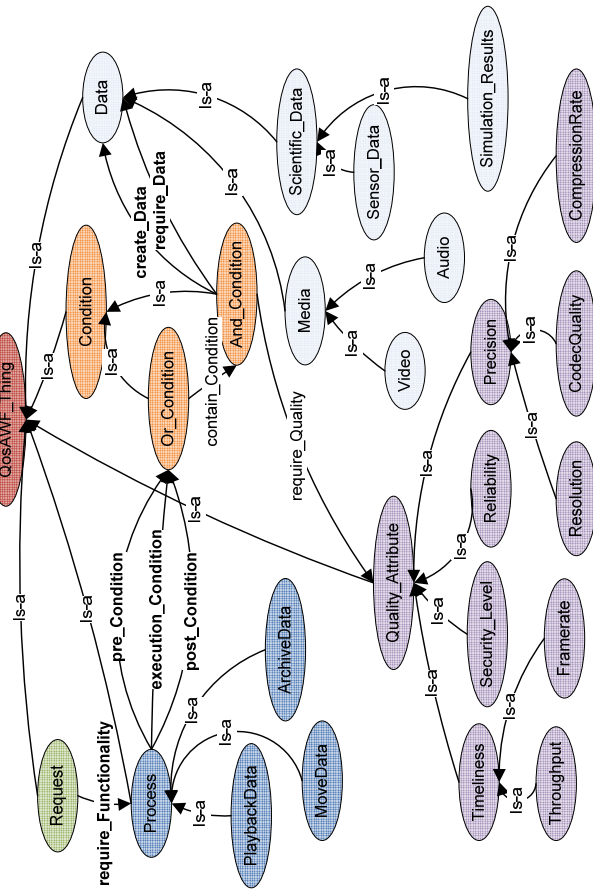 QosAWF_Thing
Is-a
Is-a
Is-a
Is-a
Is-a
Request
require_Functionality
Process
pre_Condition
execution_Condition
post_Condition
Is-a
Is-a
Is-a
PlaybackData
MoveData
ArchiveData
Condition
Is-a
Is-a
Or_Condition
contain_Condition
And_Condition
create_Data
require_Data
require_Quality
Data
Is-a
Is-a
Scientific_Data
Is-a
Is-a
Sensor_Data
Simulation_Results
Media
Is-a
Is-a
Video
Audio
Quality_Attribute
Is-a
Is-a
Is-a
Is-a
Timeliness
Security_Level
Reliability
Precision
Is-a
Is-a
Throughput
Framerate
Is-a
Is-a
Is-a
Resolution
CodecQuality
CompressionRate